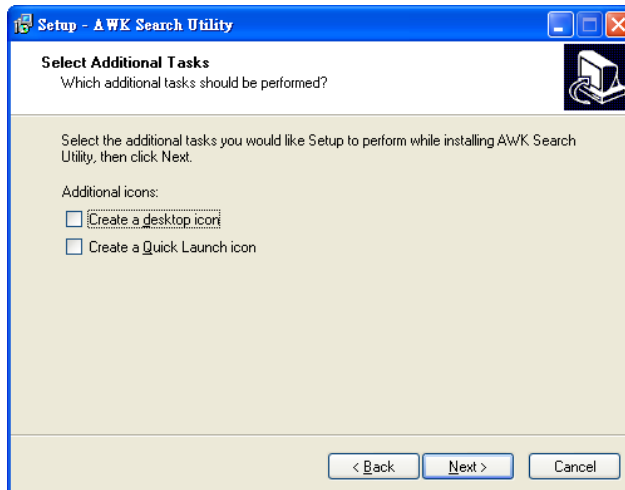 Setup - AWK Search Utility
Select Additional Tasks
Which additional tasks should be performed?
Select the additional tasks you would like Setup to perform while installing AWK Search
Utility, then click Next.
Additional icons:
Create a desktop icon
Create a Quick Launch icon
< Back
Next >
Cancel